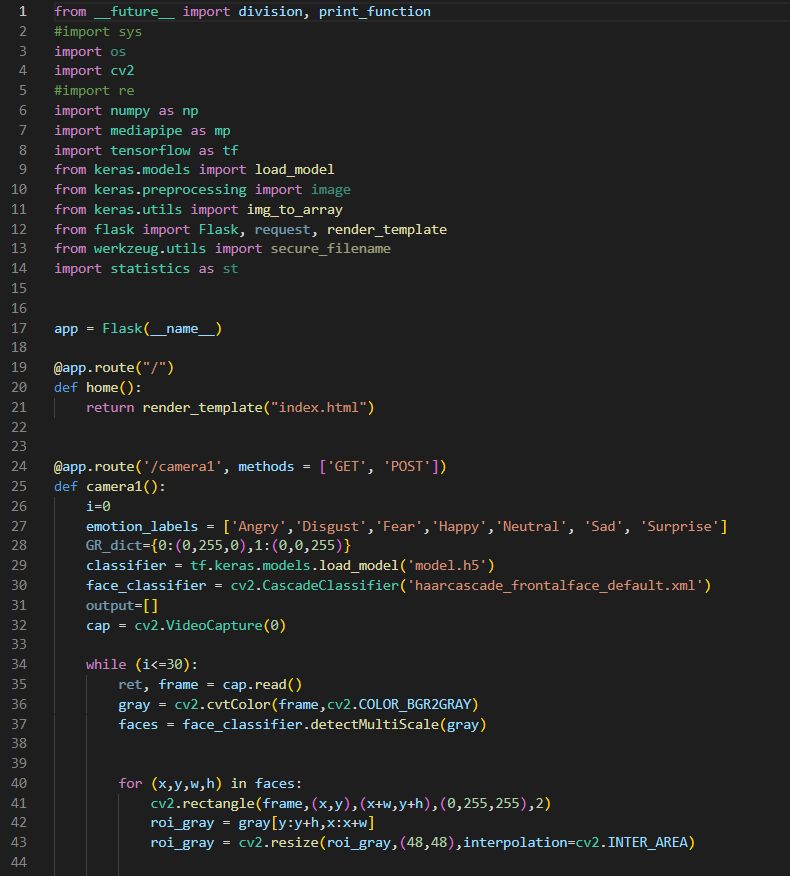 1 from __future__ import division, print_function
2 #import sys
3 import os
4 import cv2
5 #import re
6 import numpy as np
7 import mediapipe as mp
8 import tensorflow as tf
9 from keras.models import load_model
10 from keras.preprocessing import image
11 from keras.utils import img_to_array
12 from flask import Flask, request, render_template
13 from werkzeug.utils import secure_filename
14 import statistics as st
15
16
17 app = Flask(__name__)
18
19 @app.route("/")
20 def home():
21     return render_template("index.html")
22
23
24 @app.route('/camera1', methods = ['GET', 'POST'])
25 def camera1():
26     i=0
27     emotion_labels = ['Angry','Disgust','Fear','Happy','Neutral', 'Sad', 'Surprise']
28     GR_dict={0:(0,255,0),1:(0,0,255)}
29     classifier = tf.keras.models.load_model('model.h5')
30     face_classifier = cv2.CascadeClassifier('haarcascade_frontalface_default.xml')
31     output=[]
32     cap = cv2.VideoCapture(0)
33
34     while (i<=30):
35         ret, frame = cap.read()
36         gray = cv2.cvtColor(frame,cv2.COLOR_BGR2GRAY)
37         faces = face_classifier.detectMultiScale(gray)
38
39
40         for (x,y,w,h) in faces:
41             cv2.rectangle(frame,(x,y),(x+w,y+h),(0,255,255),2)
42             roi_gray = gray[y:y+h,x:x+w]
43             roi_gray = cv2.resize(roi_gray,(48,48),interpolation=cv2.INTER_AREA)
44